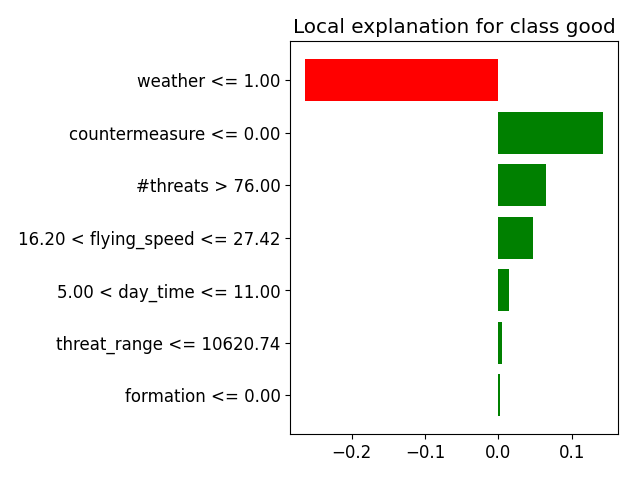 Local explanation for class good
weather <= 1.00
countermeasure <= 0.00
#threats > 76.00
16.20 < flying_speed <= 27.42
5.00 < day_time <= 11.00
threat_range <= 10620.74
formation <= 0.00
−0.2 −0.1 0.0 0.1